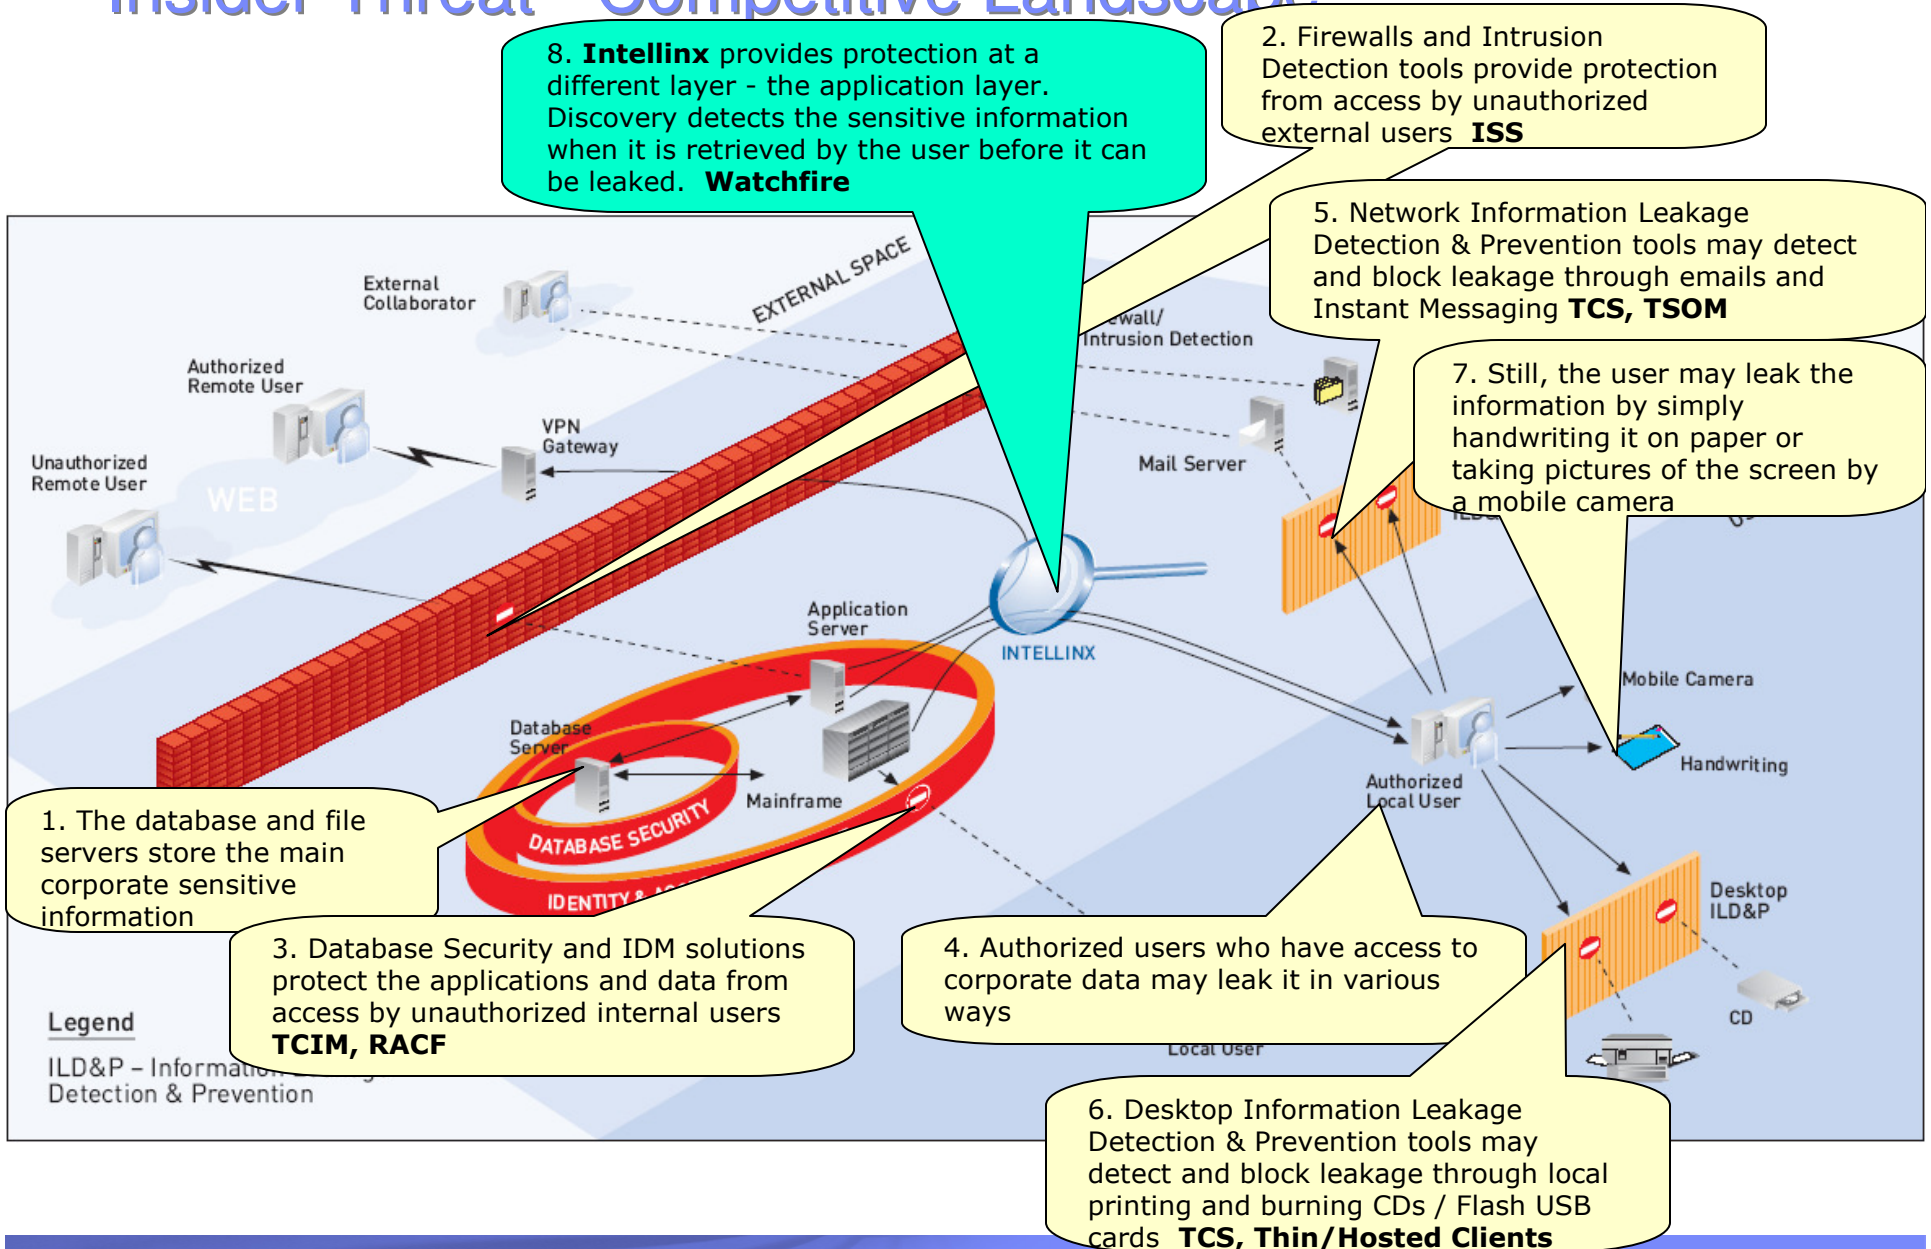 Insider Threat - Competitive Landscape
8. Intellinx provides protection at a
different layer - the application layer.
Discovery detects the sensitive information
when it is retrieved by the user before it can
be leaked.  Watchfire
2. Firewalls and Intrusion
Detection tools provide protection
from access by unauthorized
external users  ISS
5. Network Information Leakage
Detection & Prevention tools may detect
and block leakage through emails and
Instant Messaging TCS, TSOM
7. Still, the user may leak the
information by simply
handwriting it on paper or
taking pictures of the screen by
a mobile camera
EXTERNAL SPACE
External
Collaborator
Intrusion Detection
Authorized
Remote User
VPN
Gateway
Mail Server
Unauthorized
Remote User
WEB
Application
Server
INTELLINX
Mobile Camera
Database
Server
Handwriting
Authorized
Local User
Mainframe
DATABASE SECURITY
IDENTITY &
1. The database and file
servers store the main
corporate sensitive
information
Desktop
ILD&P
3. Database Security and IDM solutions
protect the applications and data from
access by unauthorized internal users
TCIM, RACF
4. Authorized users who have access to
corporate data may leak it in various
ways
CD
Local User
Legend
ILD&P – Information
Detection & Prevention
6. Desktop Information Leakage
Detection & Prevention tools may
detect and block leakage through local
printing and burning CDs / Flash USB
cards  TCS, Thin/Hosted Clients